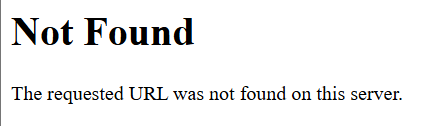 Not Found
The requested URL was not found on this server.